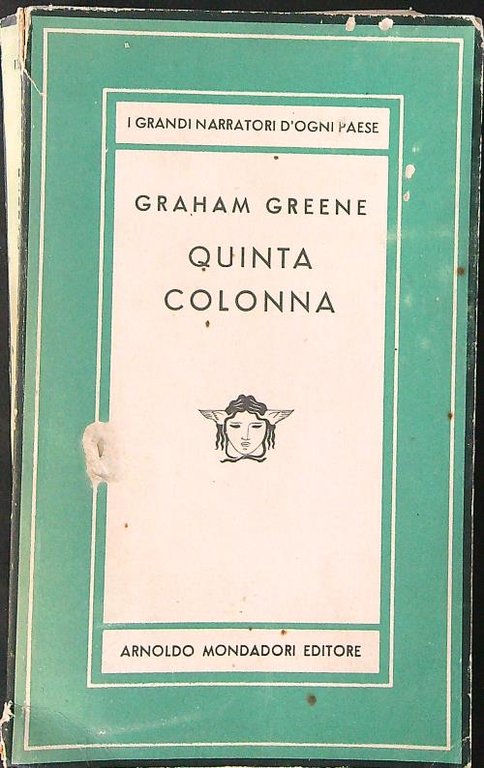 I GRANDI NARRATORI D'OGNI PAESE
GRAHAM GREENE
QUINTA
COLONNA
ARNOLDO MONDADORI EDITORE